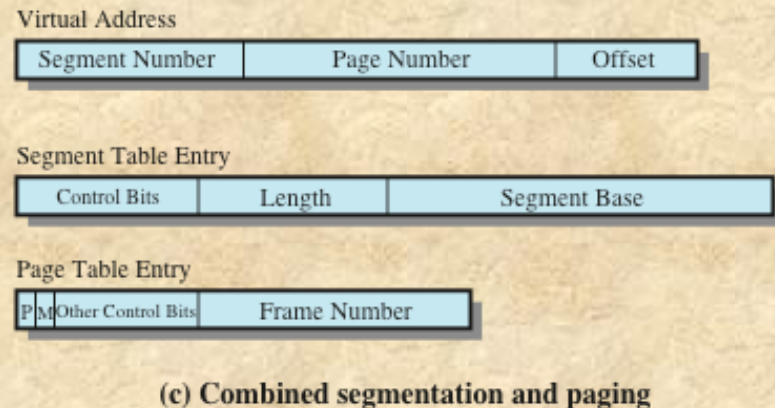 Virtual Address
Segment Number Page Number Offset
Segment Table Entry
Control Bits Length Segment Base
Page Table Entry
P M Other Control Bits Frame Number
(c) Combined segmentation and paging